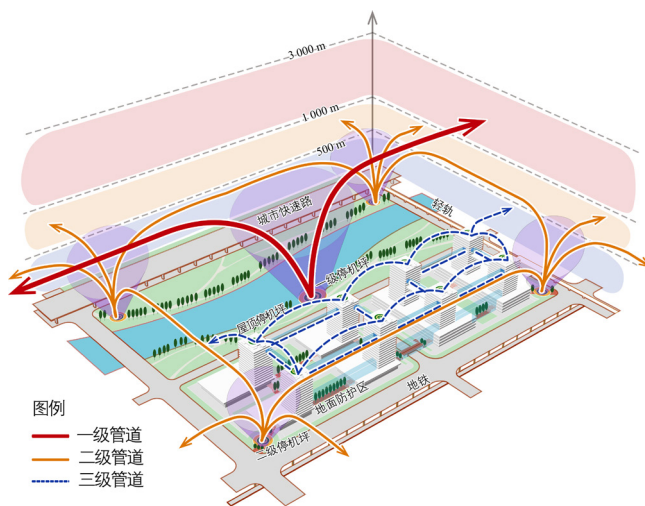 3 000 m
1 000 m
500 m
城市快速路
轻轨
一级停机坪
屋顶停机坪
地面防护区
地铁
二级停机坪
图例
一级管道
二级管道
三级管道